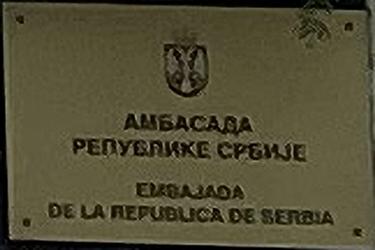 АМБАСАДА
РЕПУБЛИКЕ СРБИЈЕ
EMBAJADA
DE LA REPUBLICA DE SERBIA